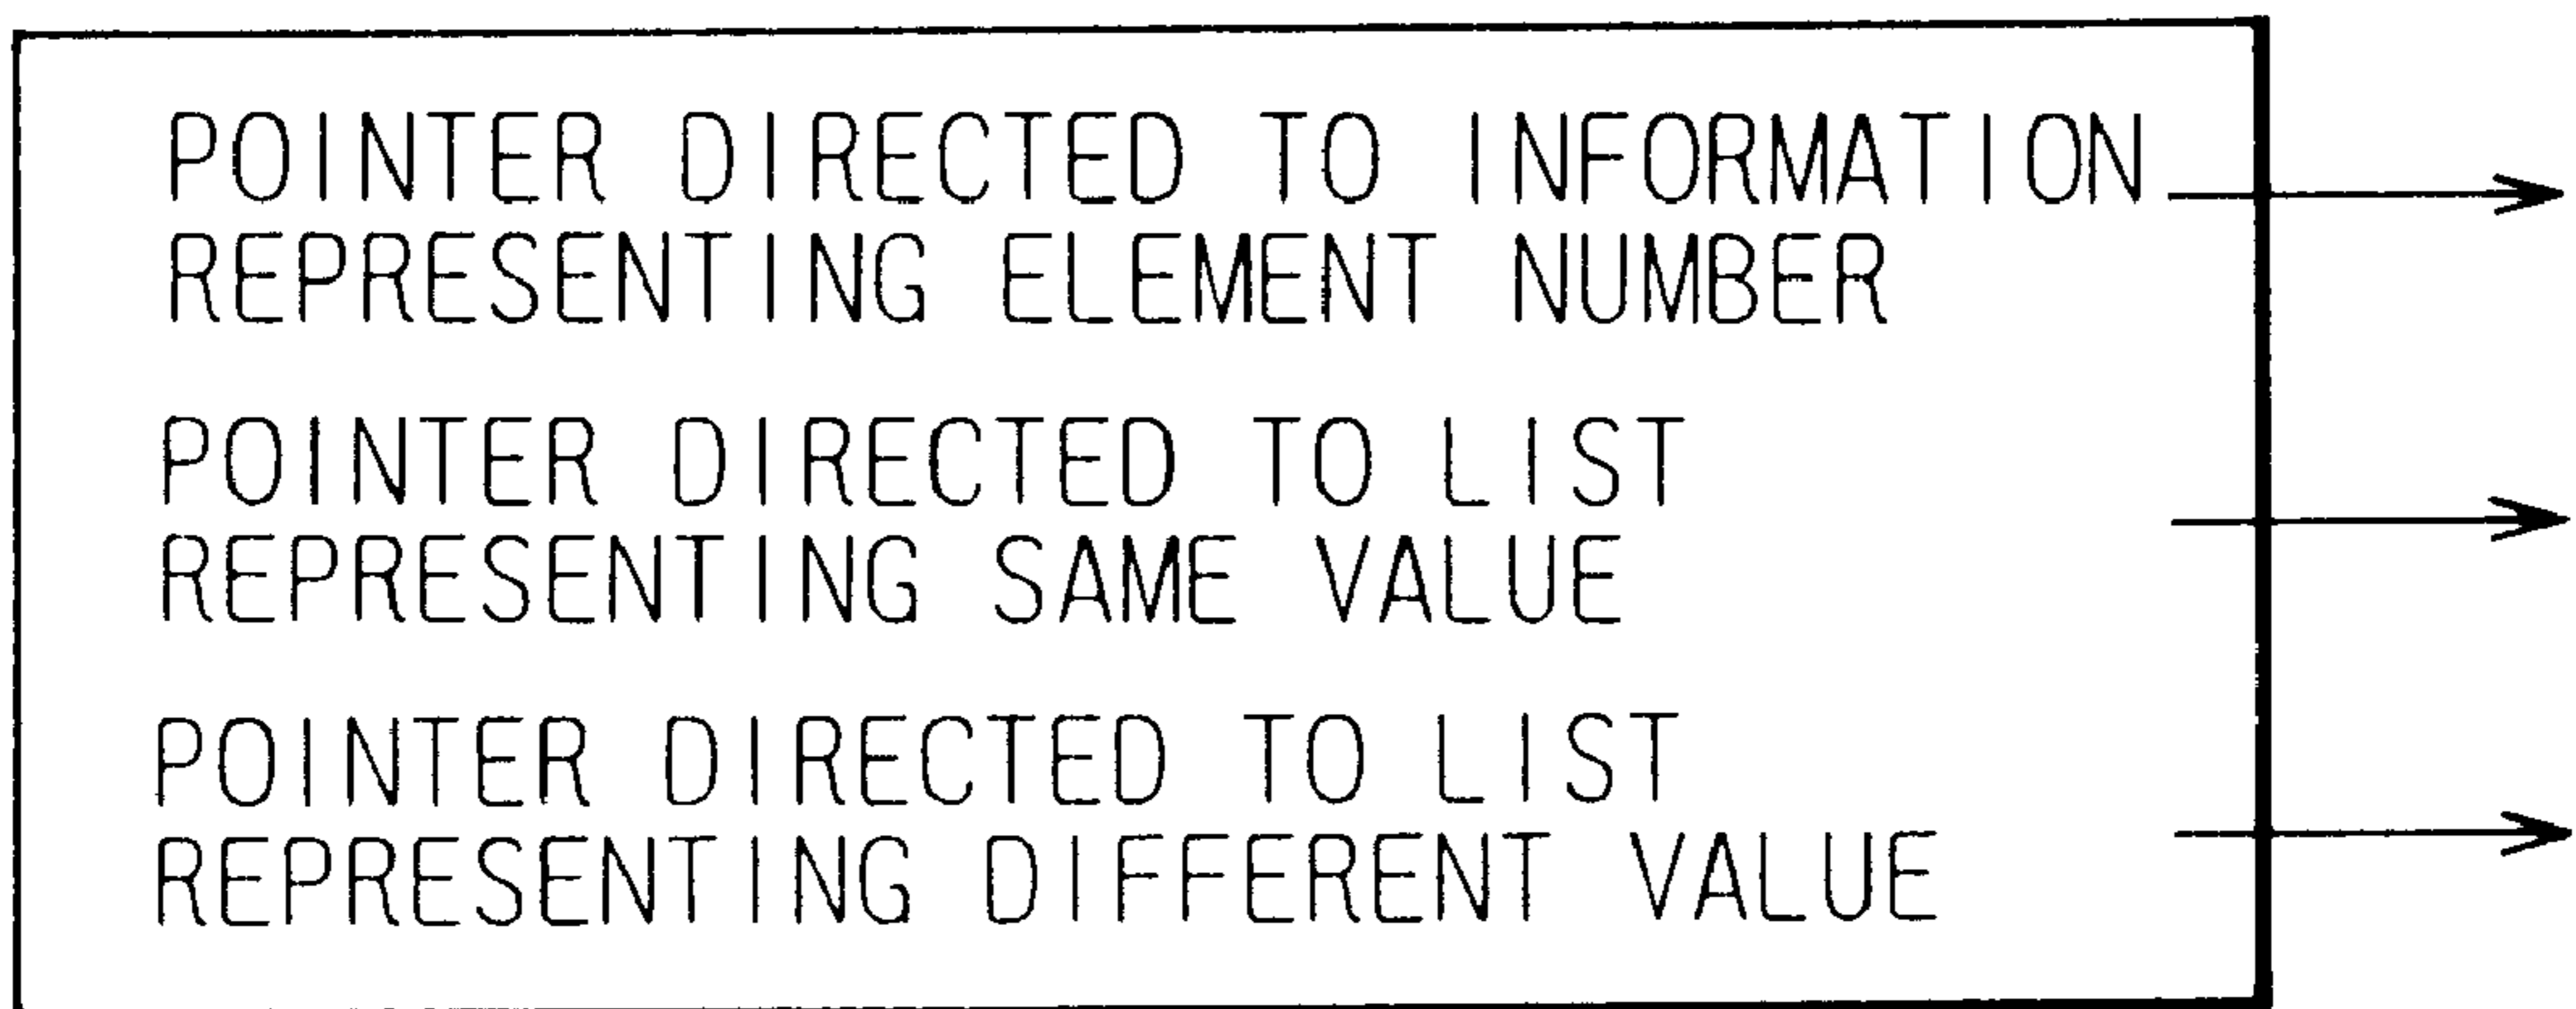 POINTER DIRECTED TO INFORMATION
REPRESENTING ELEMENT NUMBER
POINTER DIRECTED TO LIST
REPRESENTING SAME VALUE
POINTER DIRECTED TO LIST
REPRESENTING DIFFERENT VALUE